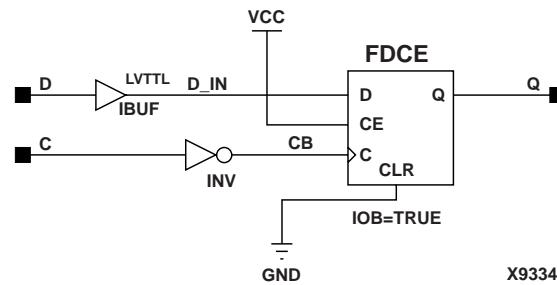 VCC
FDCE
D
LVTTL
D_IN
IBUF
D
Q
Q
CE
C
CB
C
INV
CLR
IOB=TRUE
GND
X9334